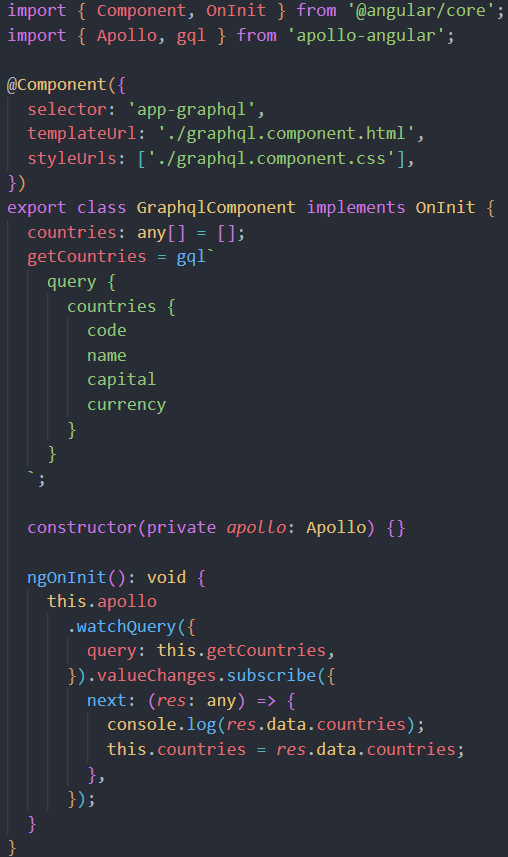 import { Component, OnInit } from '@angular/core';
import { Apollo, gql } from 'apollo-angular';

@Component({
  selector: 'app-graphql',
  templateUrl: './graphql.component.html',
  styleUrls: ['./graphql.component.css'],
})
export class GraphqlComponent implements OnInit {
  countries: any[] = [];
  getCountries = gql`
    query {
      countries {
        code
        name
        capital
        currency
      }
    }
  `;

  constructor(private apollo: Apollo) {}

  ngOnInit(): void {
    this.apollo
      .watchQuery({
        query: this.getCountries,
      }).valueChanges.subscribe({
        next: (res: any) => {
          console.log(res.data.countries);
          this.countries = res.data.countries;
        },
      });
  }
}